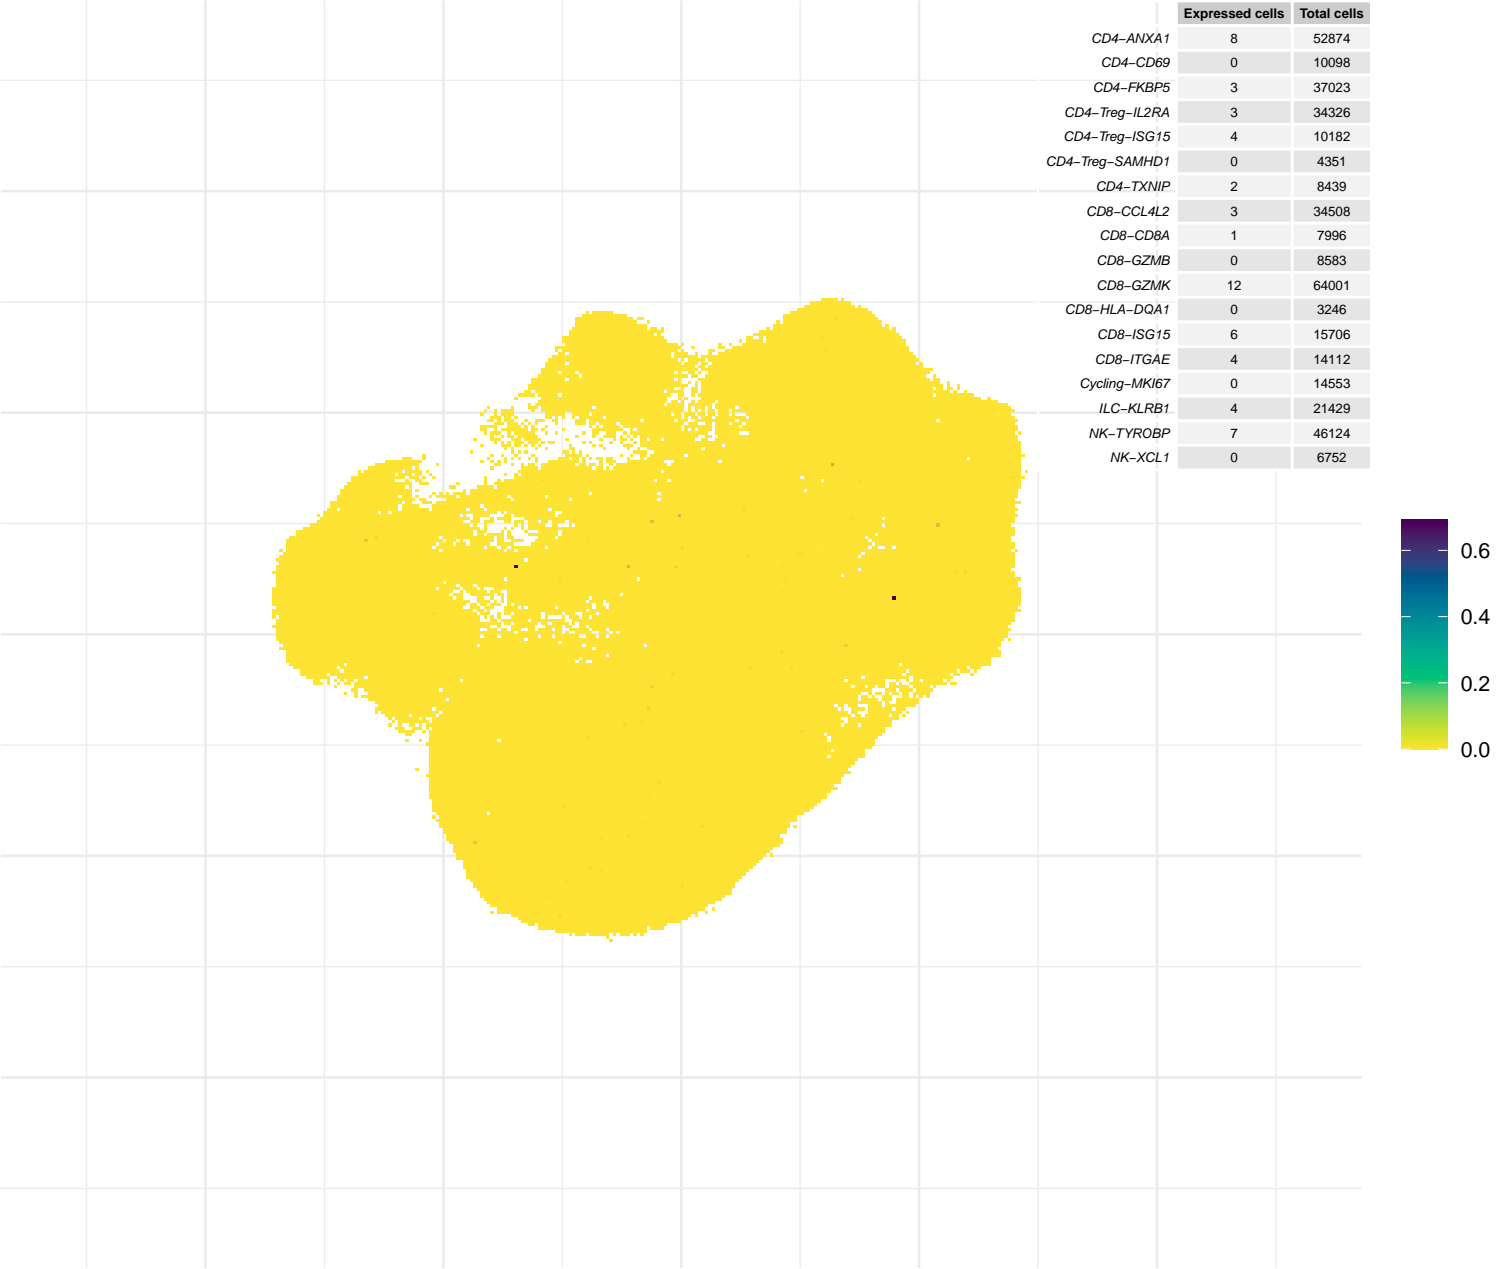 Expressed cells Total cells
CD4−ANXA1 8 52874
CD4−CD69 0 10098
CD4−FKBP5 3 37023
CD4−Treg−IL2RA 3 34326
CD4−Treg−ISG15 4 10182
CD4−Treg−SAMHD1 0 4351
CD4−TXNIP 2 8439
CD8−CCL4L2 3 34508
CD8−CD8A 1 7996
CD8−GZMB 0 8583
CD8−GZMK 12 64001
CD8−HLA−DQA1 0 3246
CD8−ISG15 6 15706
CD8−ITGAE 4 14112
Cycling−MKI67 0 14553
ILC−KLRB1 4 21429
NK−TYROBP 7 46124
NK−XCL1 0 6752
0.6
0.4
0.2
0.0